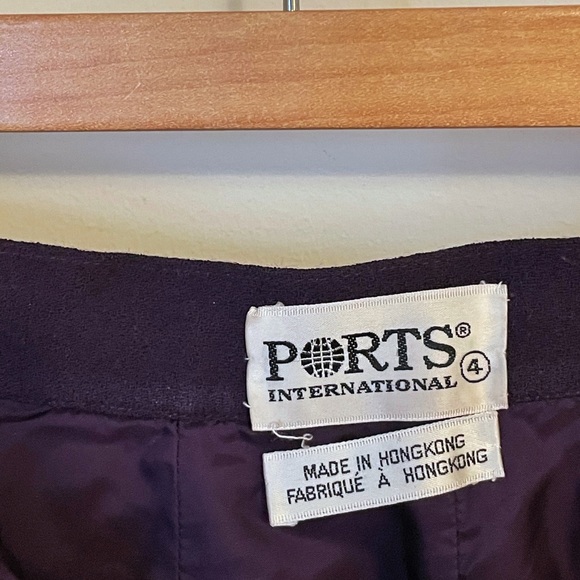 PORTS®
INTERNATIONAL 4
MADE IN HONGKONG
FABRIQUÉ À HONGKONG